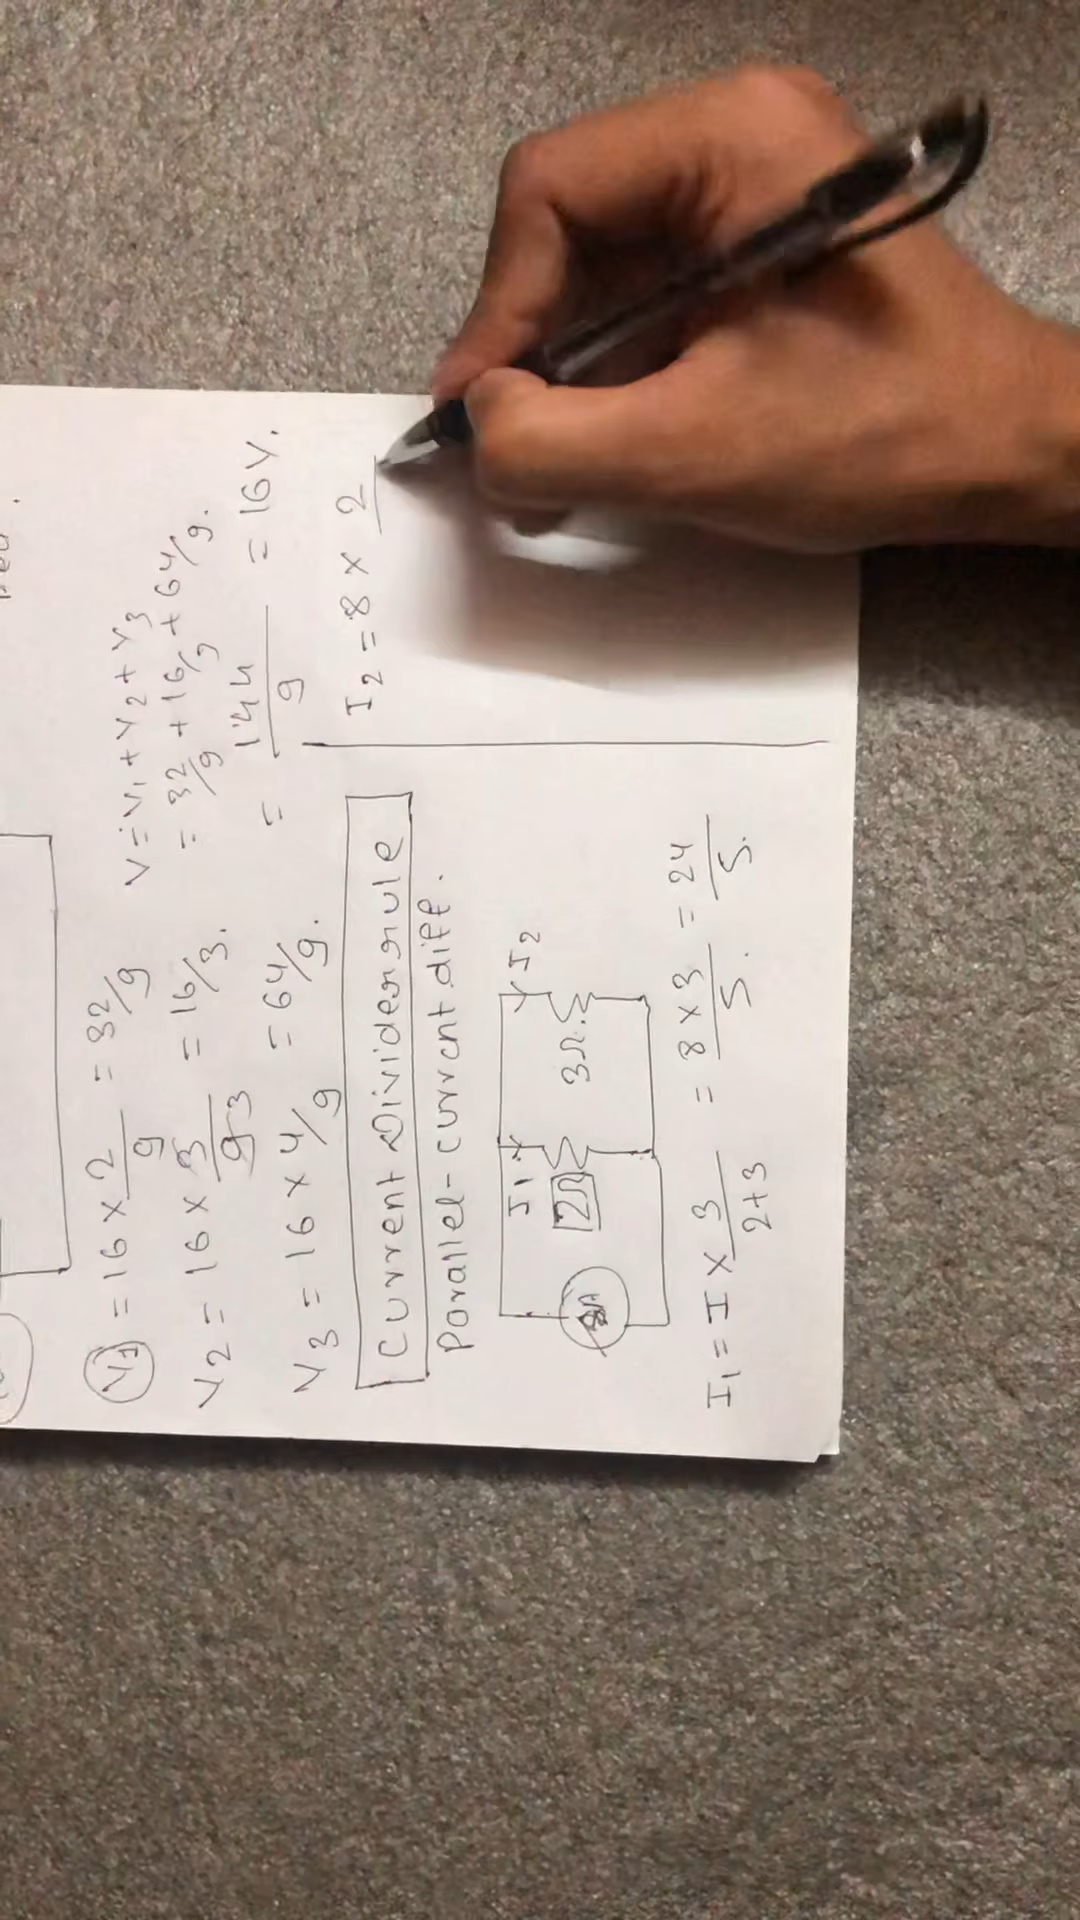 V1 = 16 × 2/9 = 32/9
V2 = 16 × 3/9 3 = 16/3.
V3 = 16 × 4/9 = 64/9.
V = V1 + V2 + V3
= 32/9 + 16/3 + 64/9.
= 144/9 = 16V.
Current Divider rule
Parallel - current diff.
I1 I2
2Ω 3Ω.
I1 = I × 3/2+3 = 8×3/5. = 24/5.
I2 = 8 × 2